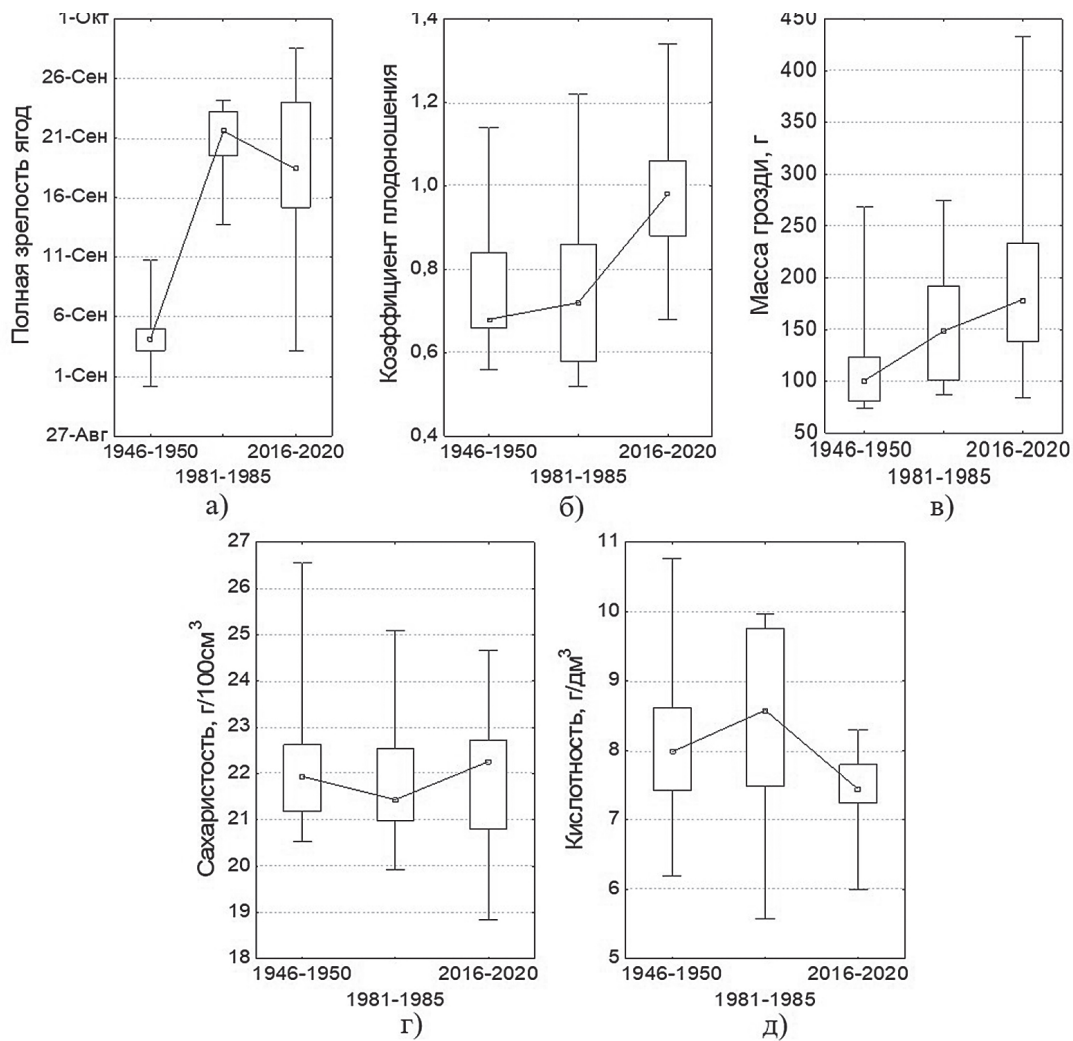 Полная зрелость ягод
1-Окт
26-Сен
21-Сен
16-Сен
11-Сен
6-Сен
1-Сен
27-Авг
1946-1950 2016-2020
1981-1985
а)
Коэффициент плодоношения
1,4
1,2
1,0
0,8
0,6
0,4
1946-1950 2016-2020
1981-1985
б)
Масса грозди, г
450
400
350
300
250
200
150
100
50
1946-1950 2016-2020
1981-1985
в)
Сахаристость, г/100см³
27
26
25
24
23
22
21
20
19
18
1946-1950 2016-2020
1981-1985
г)
Кислотность, г/дм³
11
10
9
8
7
6
5
1946-1950 2016-2020
1981-1985
д)